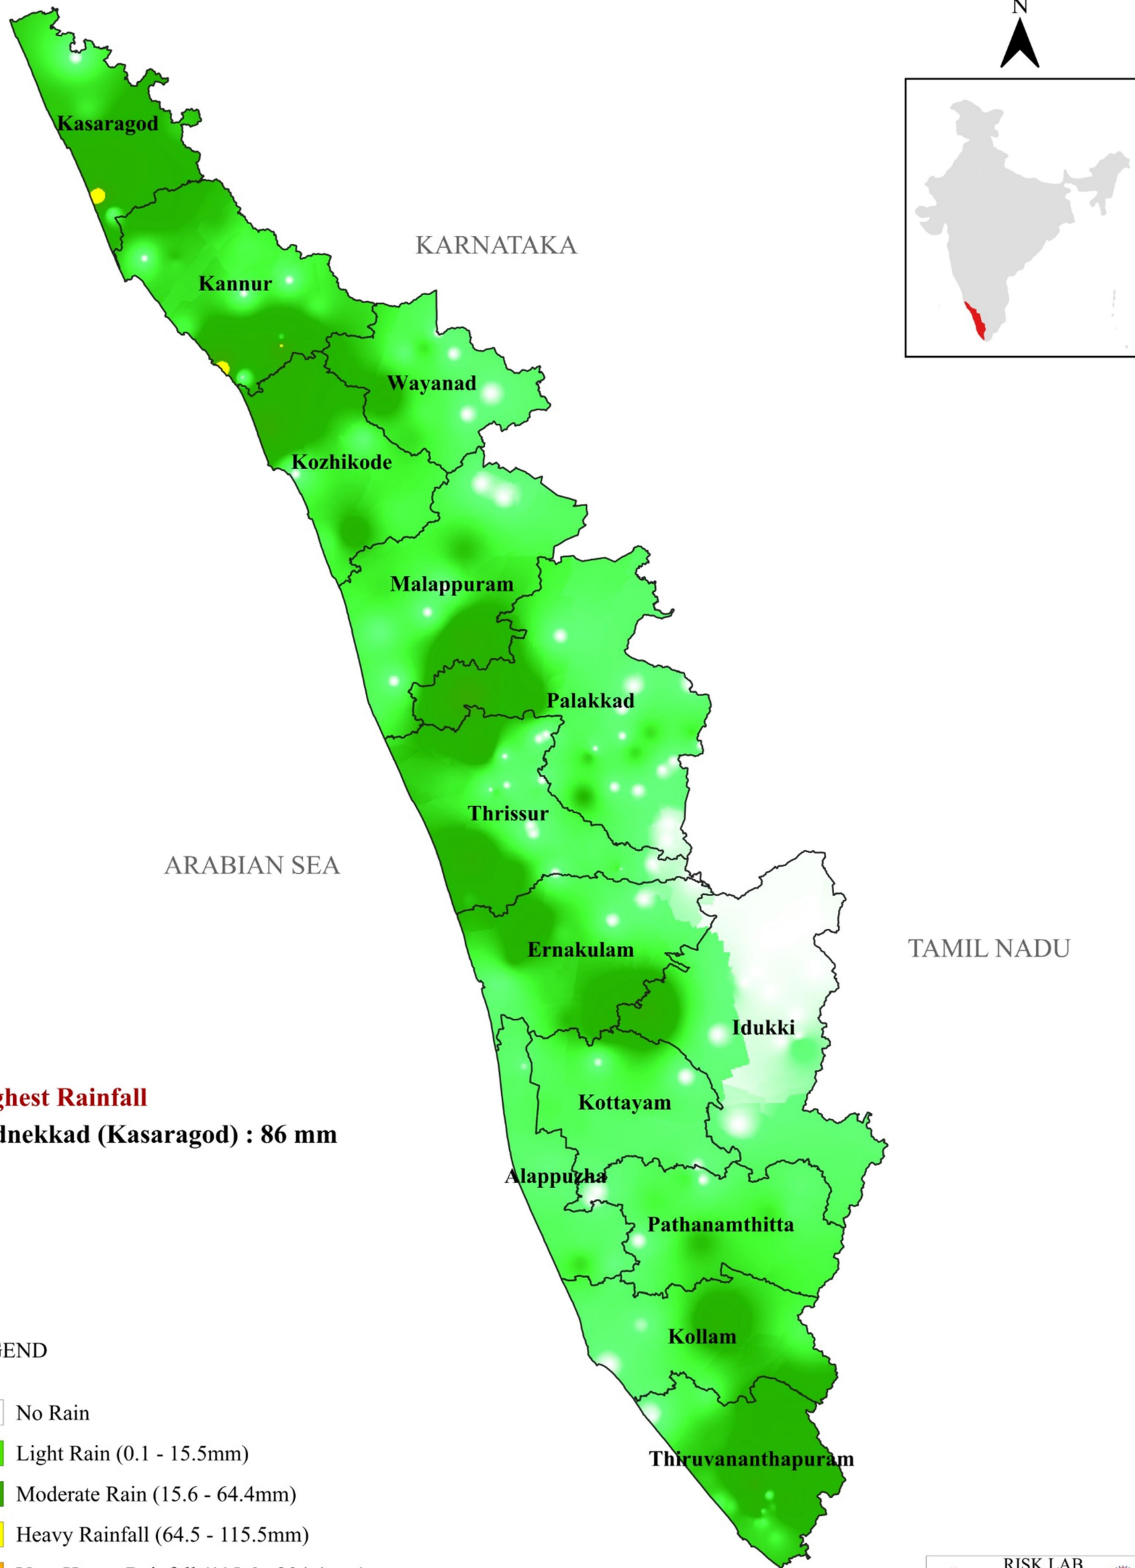 N
Kasaragod
KARNATAKA
Kannur
Wayanad
Kozhikode
Malappuram
Palakkad
Thrissur
ARABIAN SEA
Ernakulam
TAMIL NADU
Idukki
ghest Rainfall
Kottayam
dnekkad (Kasaragod) : 86 mm
Alappuzha
Pathanamthitta
Kollam
GEND
No Rain
Light Rain (0.1 - 15.5mm)
Thiruvananthapuram
Moderate Rain (15.6 - 64.4mm)
Heavy Rainfall (64.5 - 115.5mm)
RISK LAB